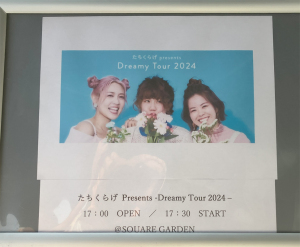 たちくらげ presents
Dreamy Tour 2024
たちくらげ Presents -Dreamy Tour 2024 –
17：00 OPEN ／ 17：30 START
@SQUARE GARDEN